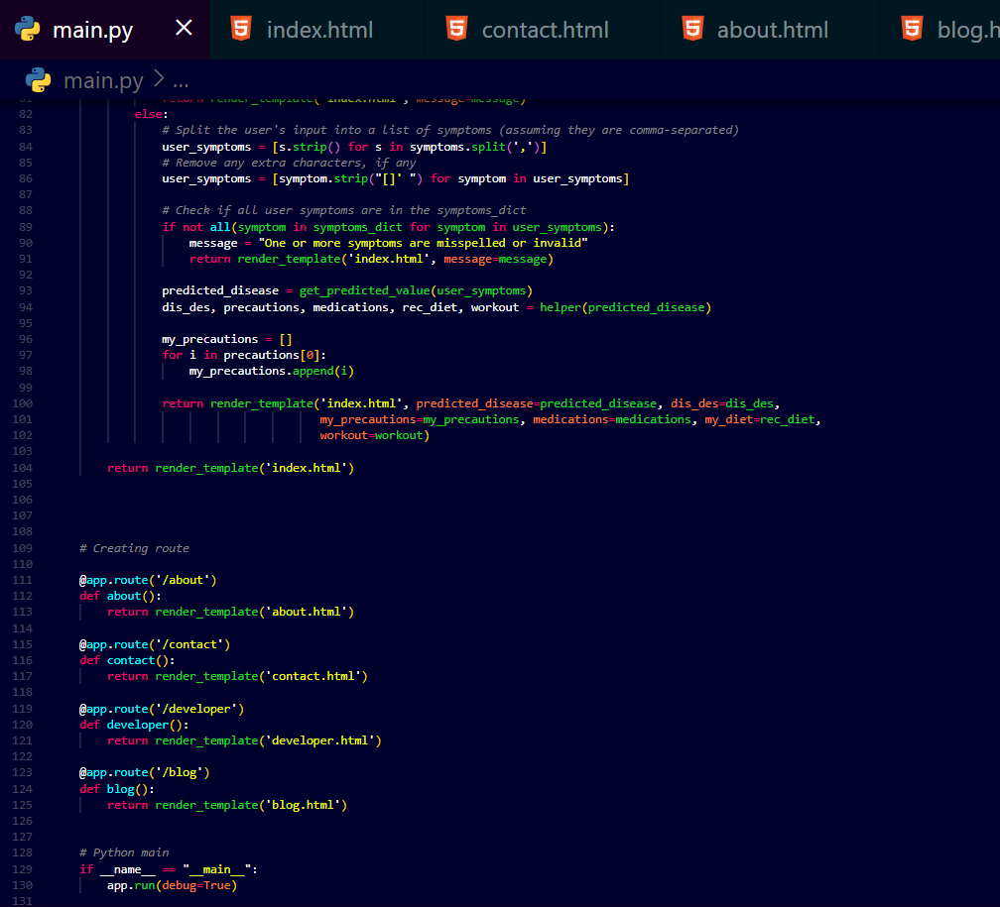 main.py × index.html contact.html about.html blog.h
main.py > ...
81 return render_template('index.html', message=message)
82 else:
83 # Split the user's input into a list of symptoms (assuming they are comma-separated)
84 user_symptoms = [s.strip() for s in symptoms.split(',')]
85 # Remove any extra characters, if any
86 user_symptoms = [symptom.strip("[]' ") for symptom in user_symptoms]
87
88 # Check if all user symptoms are in the symptoms_dict
89 if not all(symptom in symptoms_dict for symptom in user_symptoms):
90 message = "One or more symptoms are misspelled or invalid"
91 return render_template('index.html', message=message)
92
93 predicted_disease = get_predicted_value(user_symptoms)
94 dis_des, precautions, medications, rec_diet, workout = helper(predicted_disease)
95
96 my_precautions = []
97 for i in precautions[0]:
98 my_precautions.append(i)
99
100 return render_template('index.html', predicted_disease=predicted_disease, dis_des=dis_des,
101 my_precautions=my_precautions, medications=medications, my_diet=rec_diet,
102 workout=workout)
103
104 return render_template('index.html')
105
106
107
108
109 # Creating route
110
111 @app.route('/about')
112 def about():
113 return render_template('about.html')
114
115 @app.route('/contact')
116 def contact():
117 return render_template('contact.html')
118
119 @app.route('/developer')
120 def developer():
121 return render_template('developer.html')
122
123 @app.route('/blog')
124 def blog():
125 return render_template('blog.html')
126
127
128 # Python main
129 if __name__ == "__main__":
130 app.run(debug=True)
131